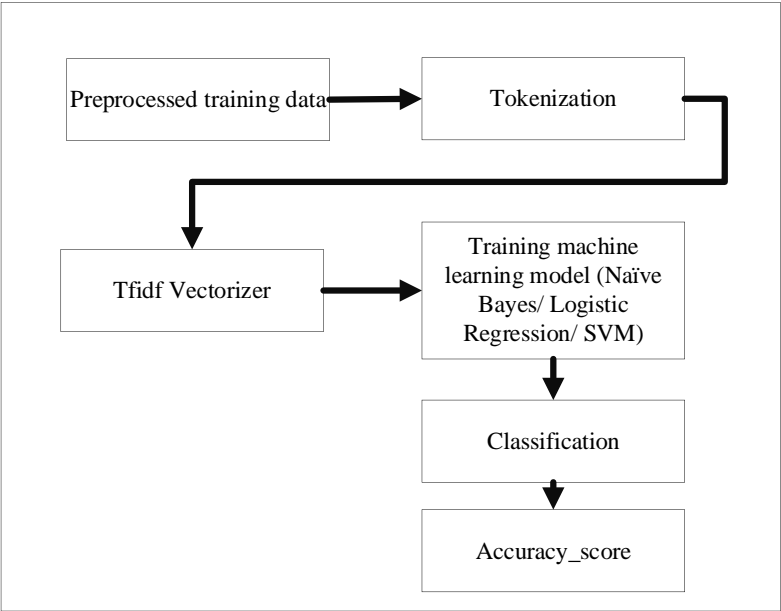 Preprocessed training data
Tokenization
Tfidf Vectorizer
Training machine
learning model (Naïve
Bayes/ Logistic
Regression/ SVM)
Classification
Accuracy_score